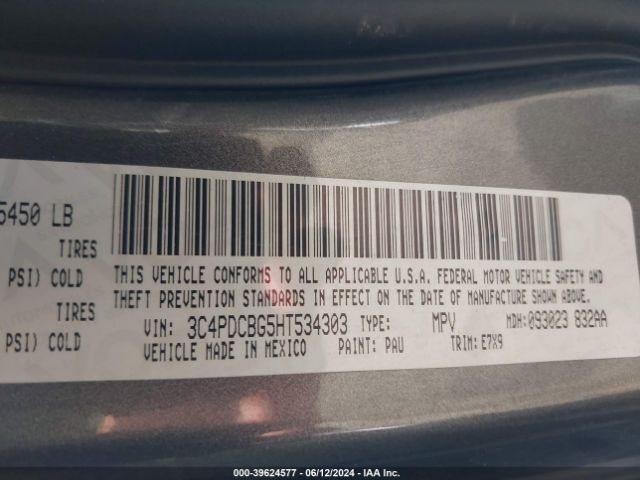 5450 LB
TIRES
PSI) COLD
TIRES
PSI) COLD
THIS VEHICLE CONFORMS TO ALL APPLICABLE U.S.A. FEDERAL MOTOR VEHICLE SAFETY AND
THEFT PREVENTION STANDARDS IN EFFECT ON THE DATE OF MANUFACTURE SHOWN ABOVE.
VIN: 3C4PDCBG5HT534303 TYPE: MPV MDH: 093023 832AA
VEHICLE MADE IN MEXICO PAINT: PAU TRIM: E7X9
000-39624577 - 06/12/2024 - IAA Inc.